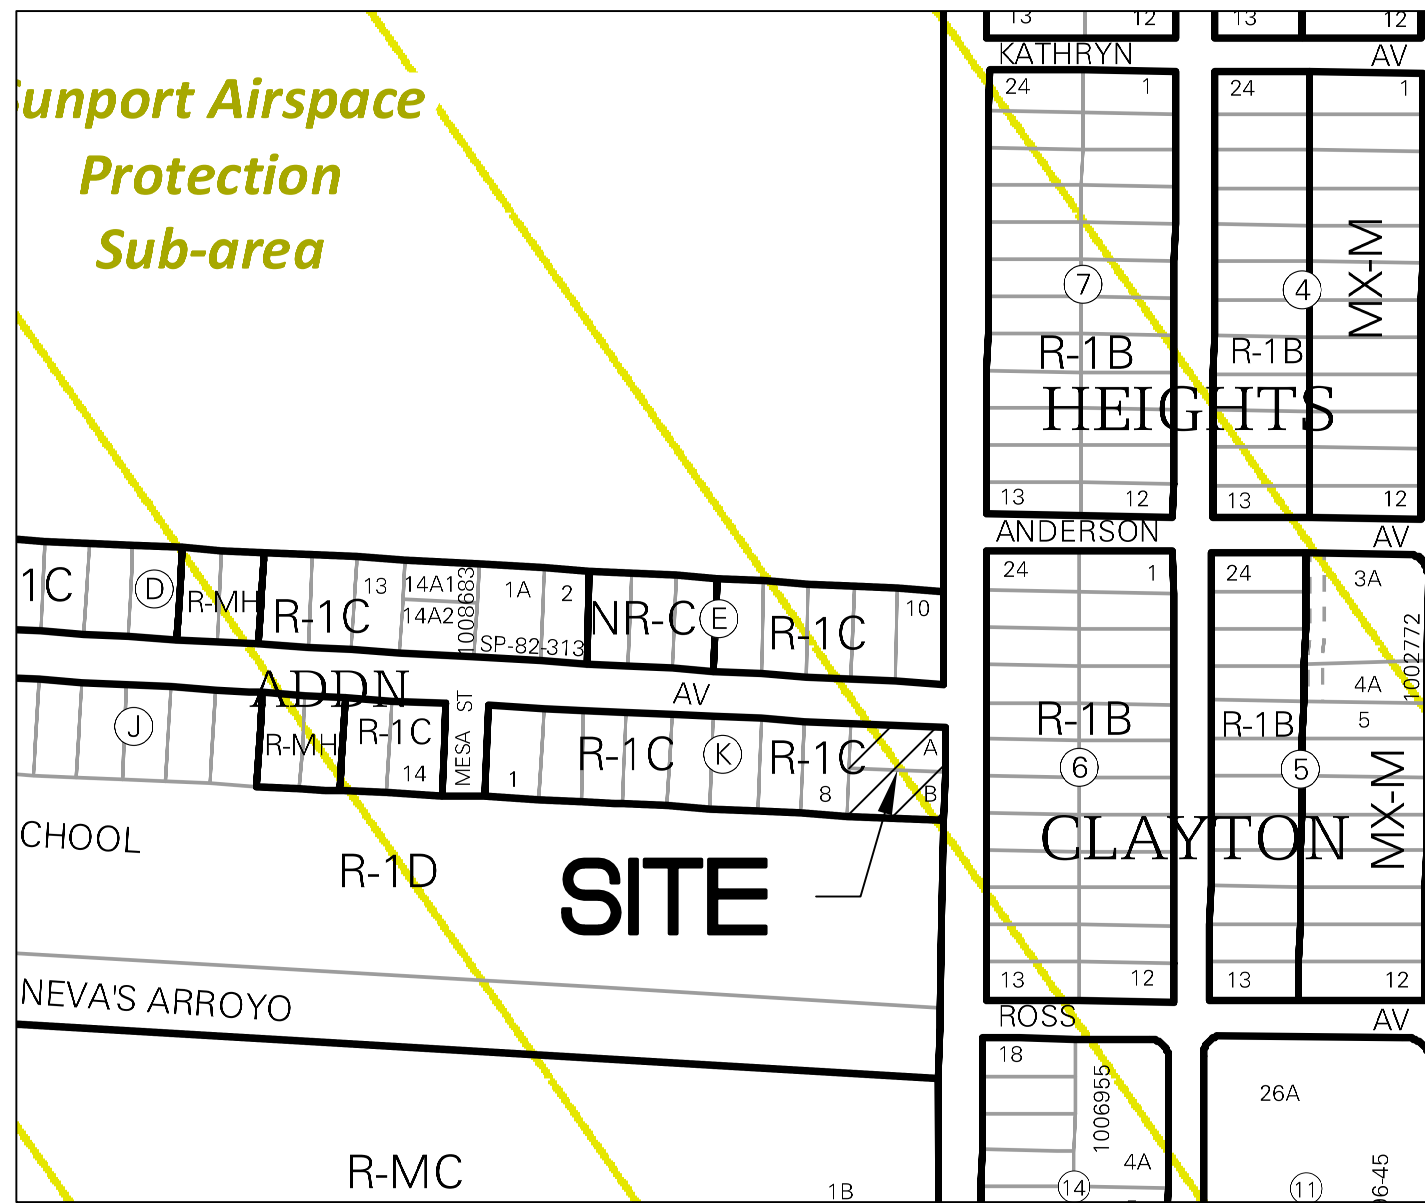 13 12 13 12
KATHRYN AV
24 1 24 1
unport Airspace
Protection
Sub-area
MX-M
7 4
R-1B R-1B
HEIGHTS
13 12 13 12
ANDERSON AV
24 1 24 3A
1C D R-MH R-1C 13 14A1 14A2 1008683 1A 2 SP-82-313 NR-C E R-1C 10
1002772
4A
ADDN AV
MESA ST
5
J R-MH R-1C 14 1 R-1C K R-1C 8 A B
R-1B R-1B
6 5
MX-M
CHOOL
CLAYTON
R-1D
SITE
13 12 13 12
NEVA'S ARROYO
ROSS AV
18
1006955
26A
4A
R-MC
1B
14 11
6-45